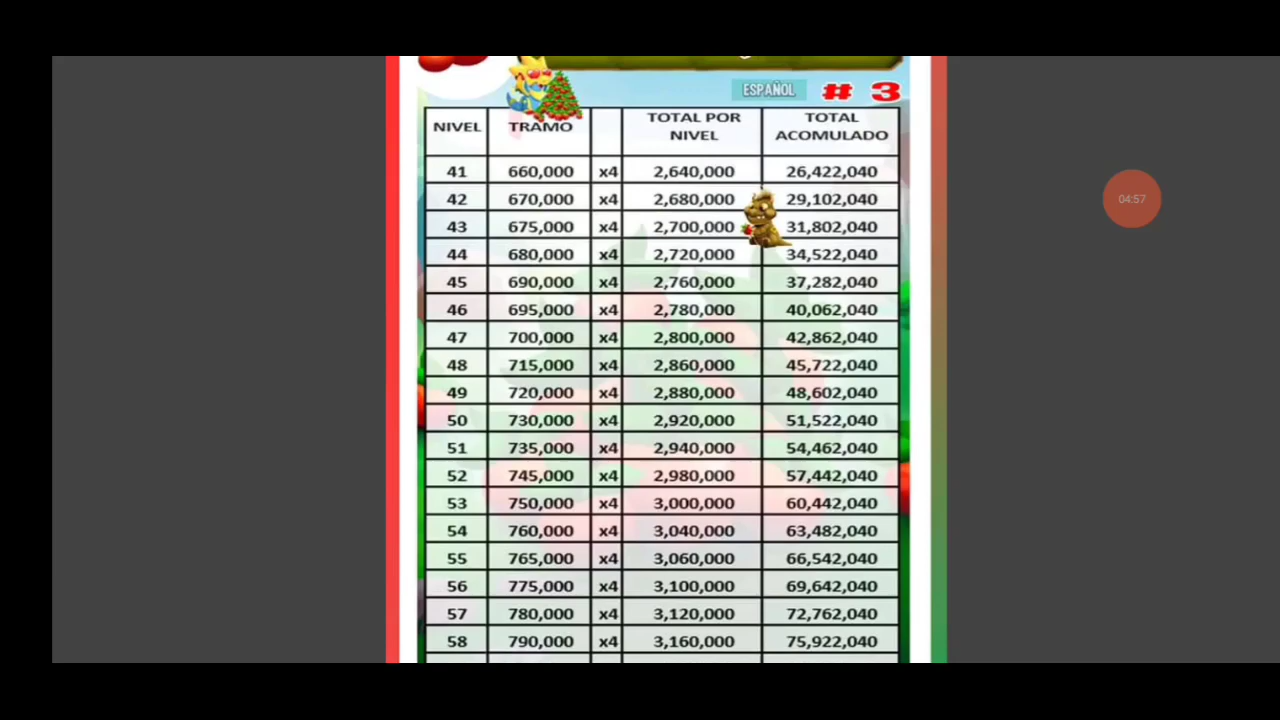 ESPAÑOL # 3
NIVEL TRAMO TOTAL POR NIVEL TOTAL ACOMULADO
41 660,000 x4 2,640,000 26,422,040
42 670,000 x4 2,680,000 29,102,040
43 675,000 x4 2,700,000 31,802,040
44 680,000 x4 2,720,000 34,522,040
45 690,000 x4 2,760,000 37,282,040
46 695,000 x4 2,780,000 40,062,040
47 700,000 x4 2,800,000 42,862,040
48 715,000 x4 2,860,000 45,722,040
49 720,000 x4 2,880,000 48,602,040
50 730,000 x4 2,920,000 51,522,040
51 735,000 x4 2,940,000 54,462,040
52 745,000 x4 2,980,000 57,442,040
53 750,000 x4 3,000,000 60,442,040
54 760,000 x4 3,040,000 63,482,040
55 765,000 x4 3,060,000 66,542,040
56 775,000 x4 3,100,000 69,642,040
57 780,000 x4 3,120,000 72,762,040
58 790,000 x4 3,160,000 75,922,040
04:57